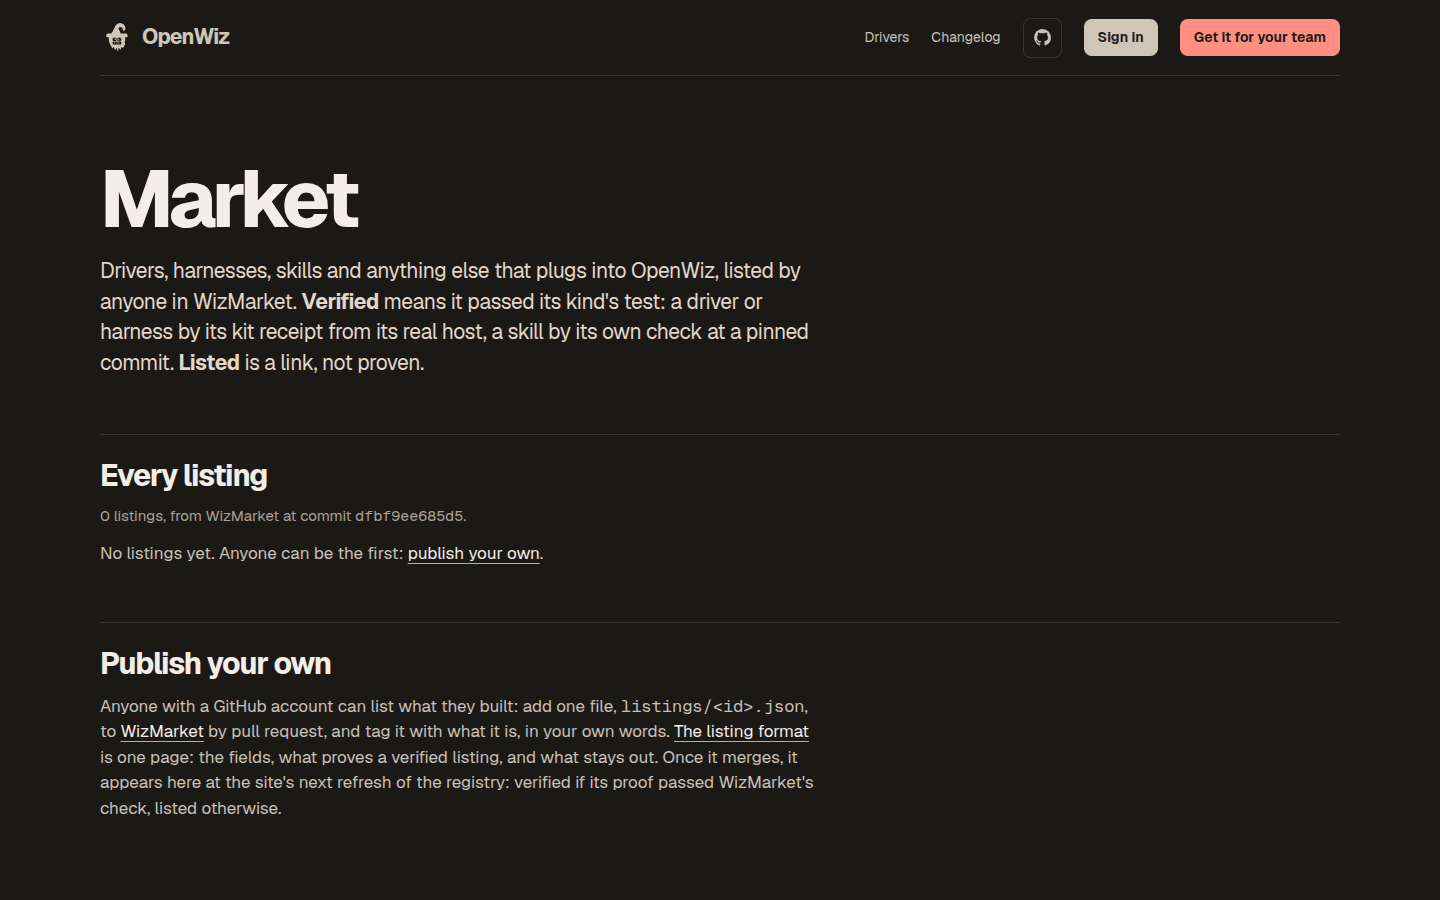 OpenWiz
Drivers
Changelog
Sign in
Get it for your team
Market
Drivers, harnesses, skills and anything else that plugs into OpenWiz, listed by
anyone in WizMarket. Verified means it passed its kind's test: a driver or
harness by its kit receipt from its real host, a skill by its own check at a pinned
commit. Listed is a link, not proven.
Every listing
0 listings, from WizMarket at commit dfbf9ee685d5.
No listings yet. Anyone can be the first: publish your own.
Publish your own
Anyone with a GitHub account can list what they built: add one file, listings/<id>.json,
to WizMarket by pull request, and tag it with what it is, in your own words. The listing format
is one page: the fields, what proves a verified listing, and what stays out. Once it merges, it
appears here at the site's next refresh of the registry: verified if its proof passed WizMarket's
check, listed otherwise.